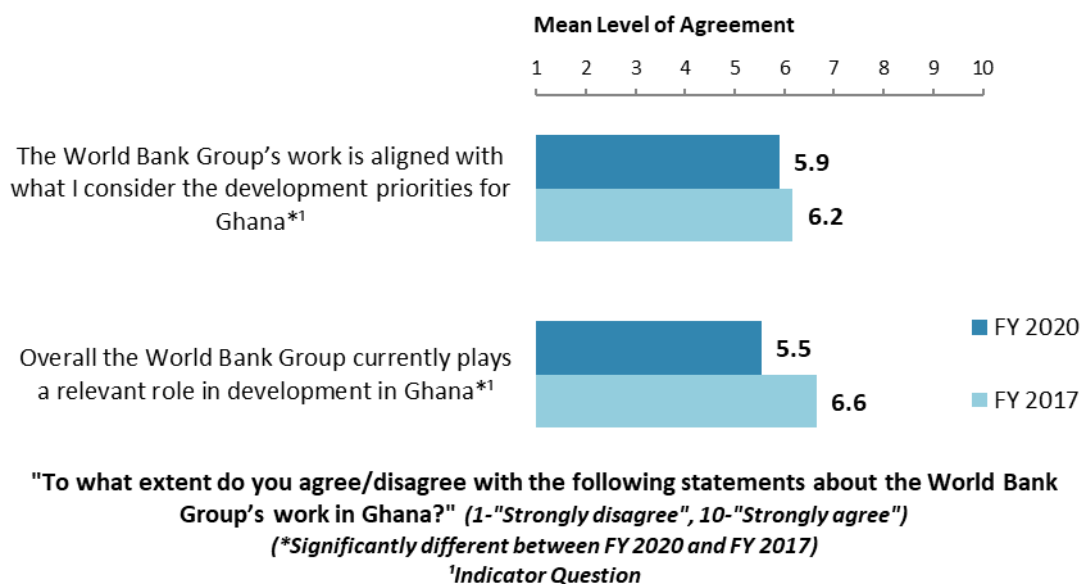 Mean Level of Agreement
1 2 3 4 5 6 7 8 9 10
The World Bank Group’s work is aligned with
what I consider the development priorities for
Ghana*¹
5.9
6.2
Overall the World Bank Group currently plays
a relevant role in development in Ghana*¹
5.5
6.6
FY 2020
FY 2017
"To what extent do you agree/disagree with the following statements about the World Bank
Group’s work in Ghana?" (1-"Strongly disagree", 10-"Strongly agree")
(*Significantly different between FY 2020 and FY 2017)
¹Indicator Question